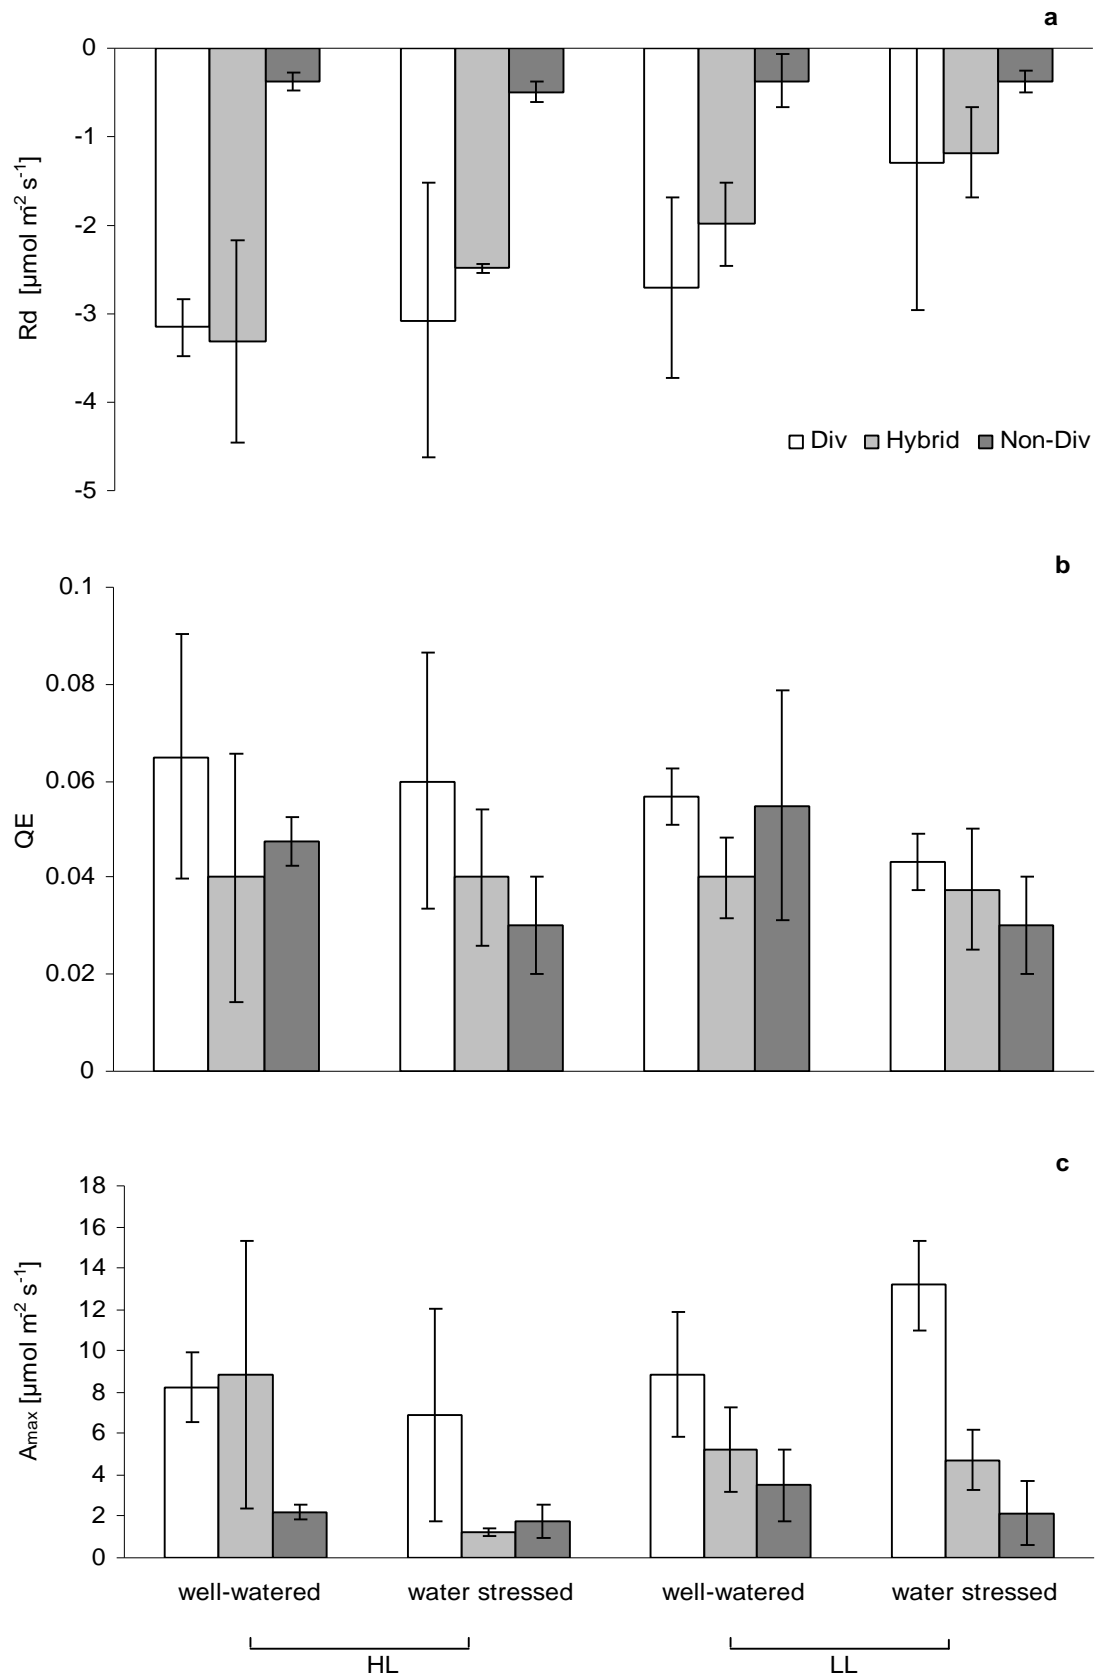 a
0
-1
-2
-3
-4
-5
Rd [µmol m-2 s-1]
Div Hybrid Non-Div
b
0.1
0.08
0.06
0.04
0.02
0
QE
c
18
16
14
12
10
8
6
4
2
0
Amax [µmol m-2 s-1]
well-watered water stressed well-watered water stressed
HL LL